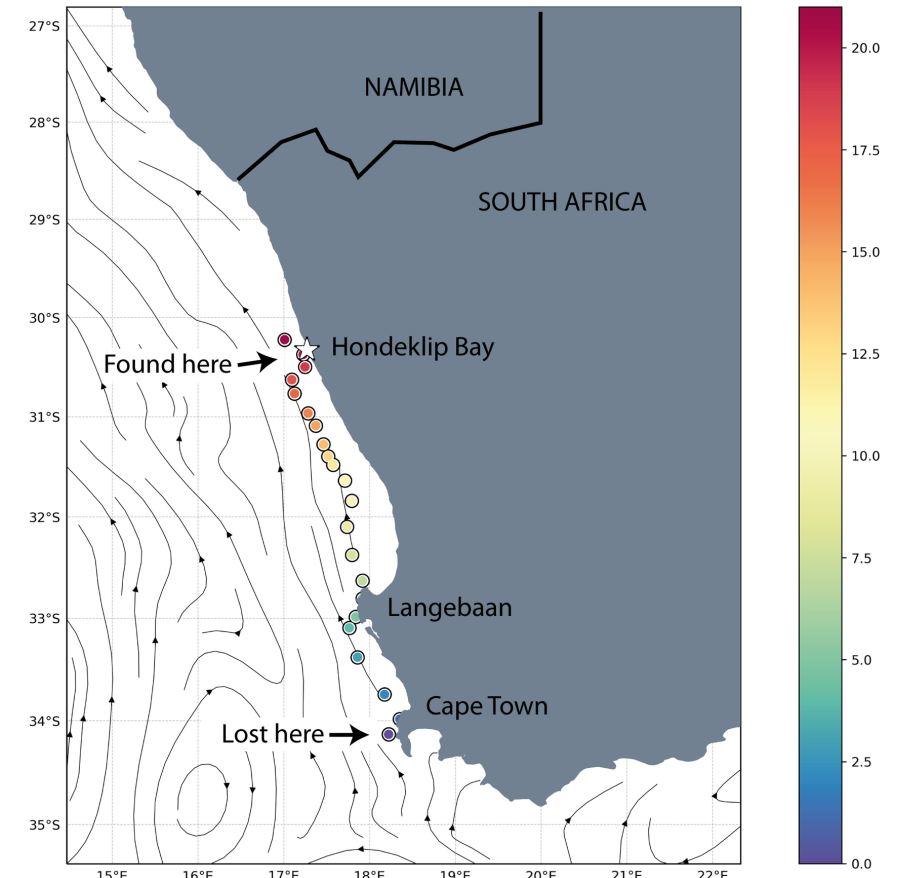 27°S
NAMIBIA
28°S
SOUTH AFRICA
29°S
30°S
Hondeklip Bay
Found here
31°S
32°S
Langebaan
33°S
Cape Town
34°S
Lost here
35°S
15°E 16°E 17°E 18°E 19°E 20°E 21°E 22°E
20.0
17.5
15.0
12.5
10.0
7.5
5.0
2.5
0.0